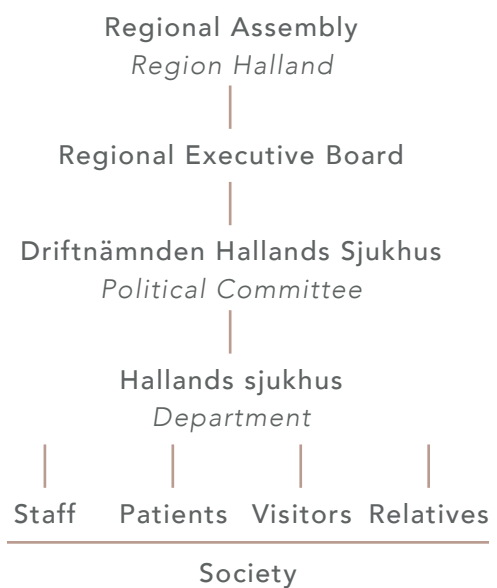 Regional Assembly
Region Halland
Regional Executive Board
Driftnämnden Hallands Sjukhus
Political Committee
Hallands sjukhus
Department
Staff Patients Visitors Relatives
Society